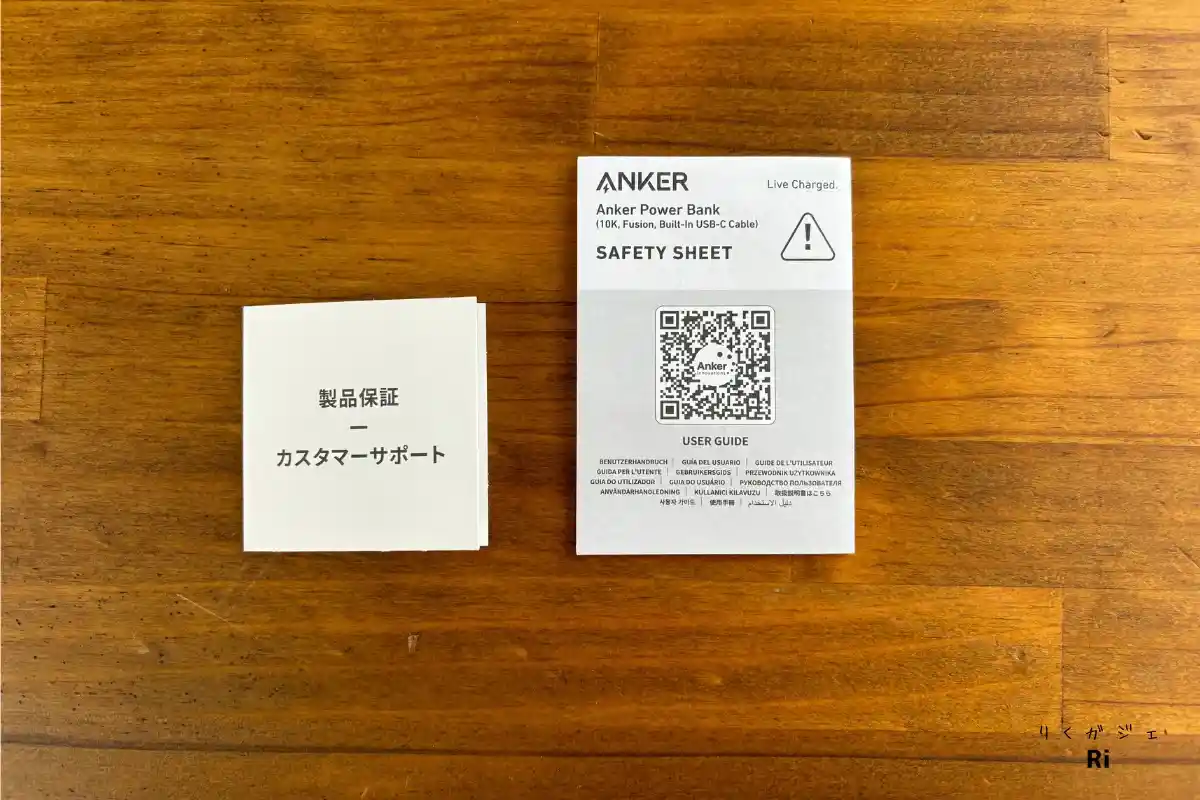 製品保証
ー
カスタマーサポート
ANKER
Live Charged.
Anker Power Bank
(10K, Fusion, Built-In USB-C Cable)
SAFETY SHEET
Anker
USER GUIDE
BENUTZERHANDBUCH | GUÍA DEL USUARIO | GUIDE DE L'UTILISATEUR
GUIDA PER L'UTENTE | GEBRUIKERSGIDS | PRZEWODNIK UŻYTKOWNIKA
GUIA DO UTILIZADOR | GUIA DO USUÁRIO | РУКОВОДСТВО ПОЛЬЗОВАТЕЛЯ
ANVÄNDARHANDLEDNING | KULLANICI KILAVUZU | 取扱説明書はこちら
사용자 가이드 | 使用手冊 | دليل الاستخدام
りくガジェ
Ri